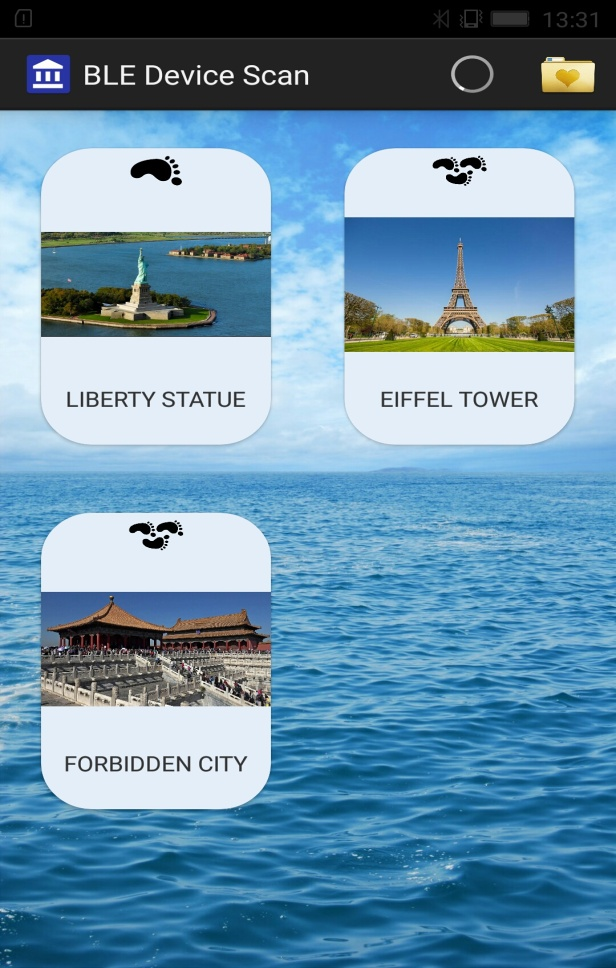 13:31
BLE Device Scan
LIBERTY STATUE
EIFFEL TOWER
FORBIDDEN CITY